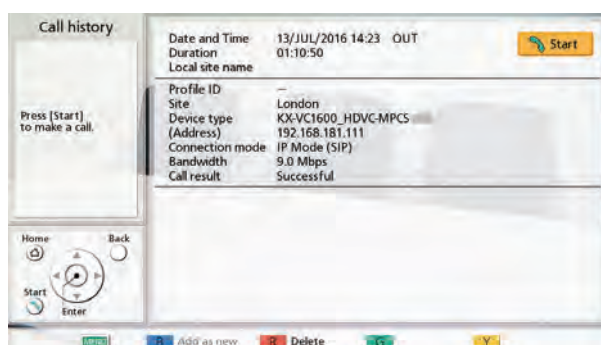 Call history
Press [Start]
to make a call.
Date and Time 13/JUL/2016 14:23 OUT
Duration 01:10:50
Local site name
Start
Profile ID —
Site London
Device type KX-VC1600_HDVC-MPCS
(Address) 192.168.181.111
Connection mode IP Mode (SIP)
Bandwidth 9.0 Mbps
Call result Successful
Home
Back
Start
Enter
MENU B Add as new R Delete G Y